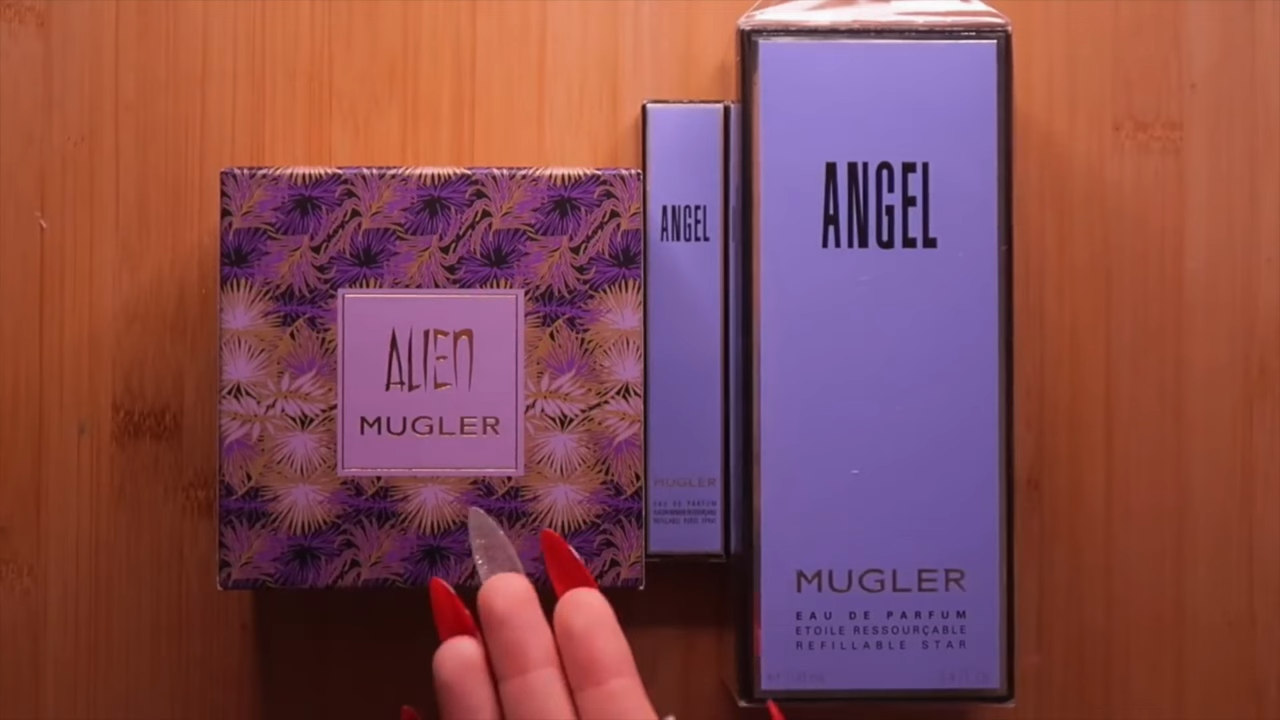 ALIEN
MUGLER
ANGEL
MUGLER
EAU DE PARFUM
ANGEL
MUGLER
EAU DE PARFUM
ETOILE RESSOURÇABLE
REFILLABLE STAR